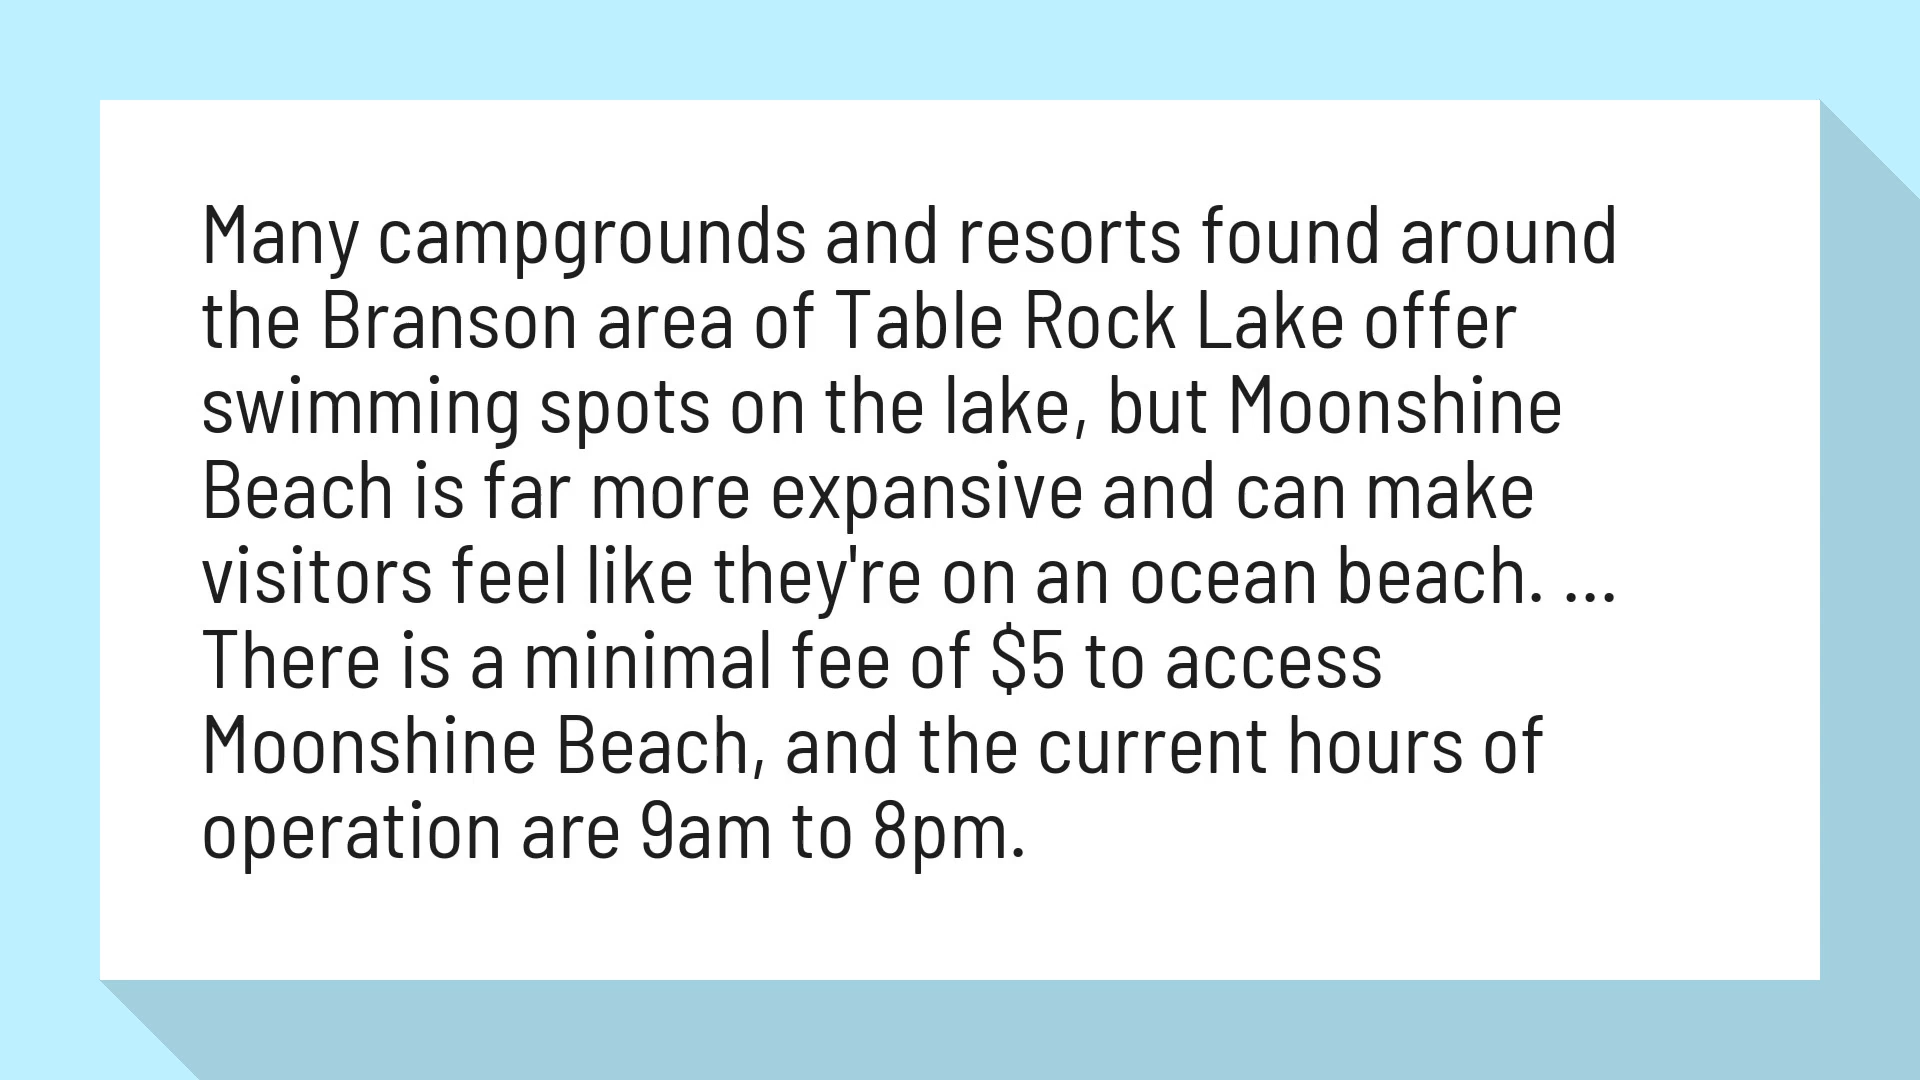 Many campgrounds and resorts found around
the Branson area of Table Rock Lake offer
swimming spots on the lake, but Moonshine
Beach is far more expansive and can make
visitors feel like they're on an ocean beach. ...
There is a minimal fee of $5 to access
Moonshine Beach, and the current hours of
operation are 9am to 8pm.